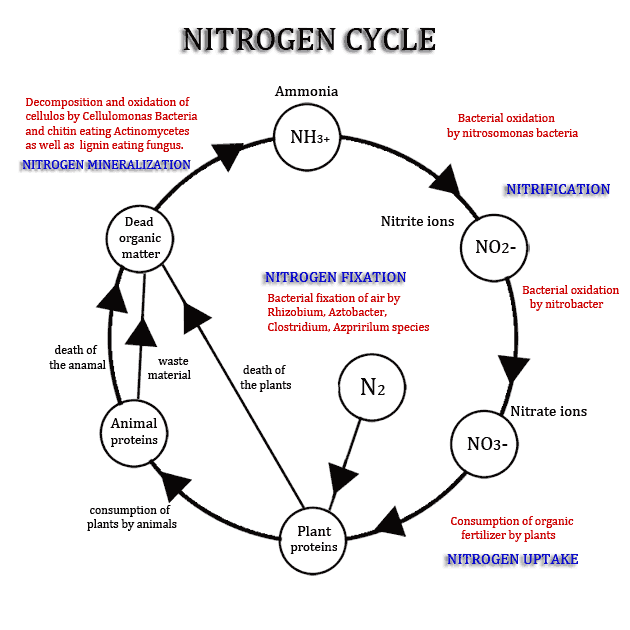 NITROGEN CYCLE
Ammonia
NH3+
Decomposition and oxidation of
cellulos by Cellulomonas Bacteria
and chitin eating Actinomycetes
as well as lignin eating fungus.
NITROGEN MINERALIZATION
Bacterial oxidation
by nitrosomonas bacteria
NITRIFICATION
Dead
organic
matter
Nitrite ions
NO2-
NITROGEN FIXATION
Bacterial fixation of air by
Rhizobium, Aztobacter,
Clostridium, Azpririlum species
Bacterial oxidation
by nitrobacter
death of
the anamal
waste
material
death of
the plants
N2
Nitrate ions
NO3-
Animal
proteins
consumption of
plants by animals
Plant
proteins
Consumption of organic
fertilizer by plants
NITROGEN UPTAKE